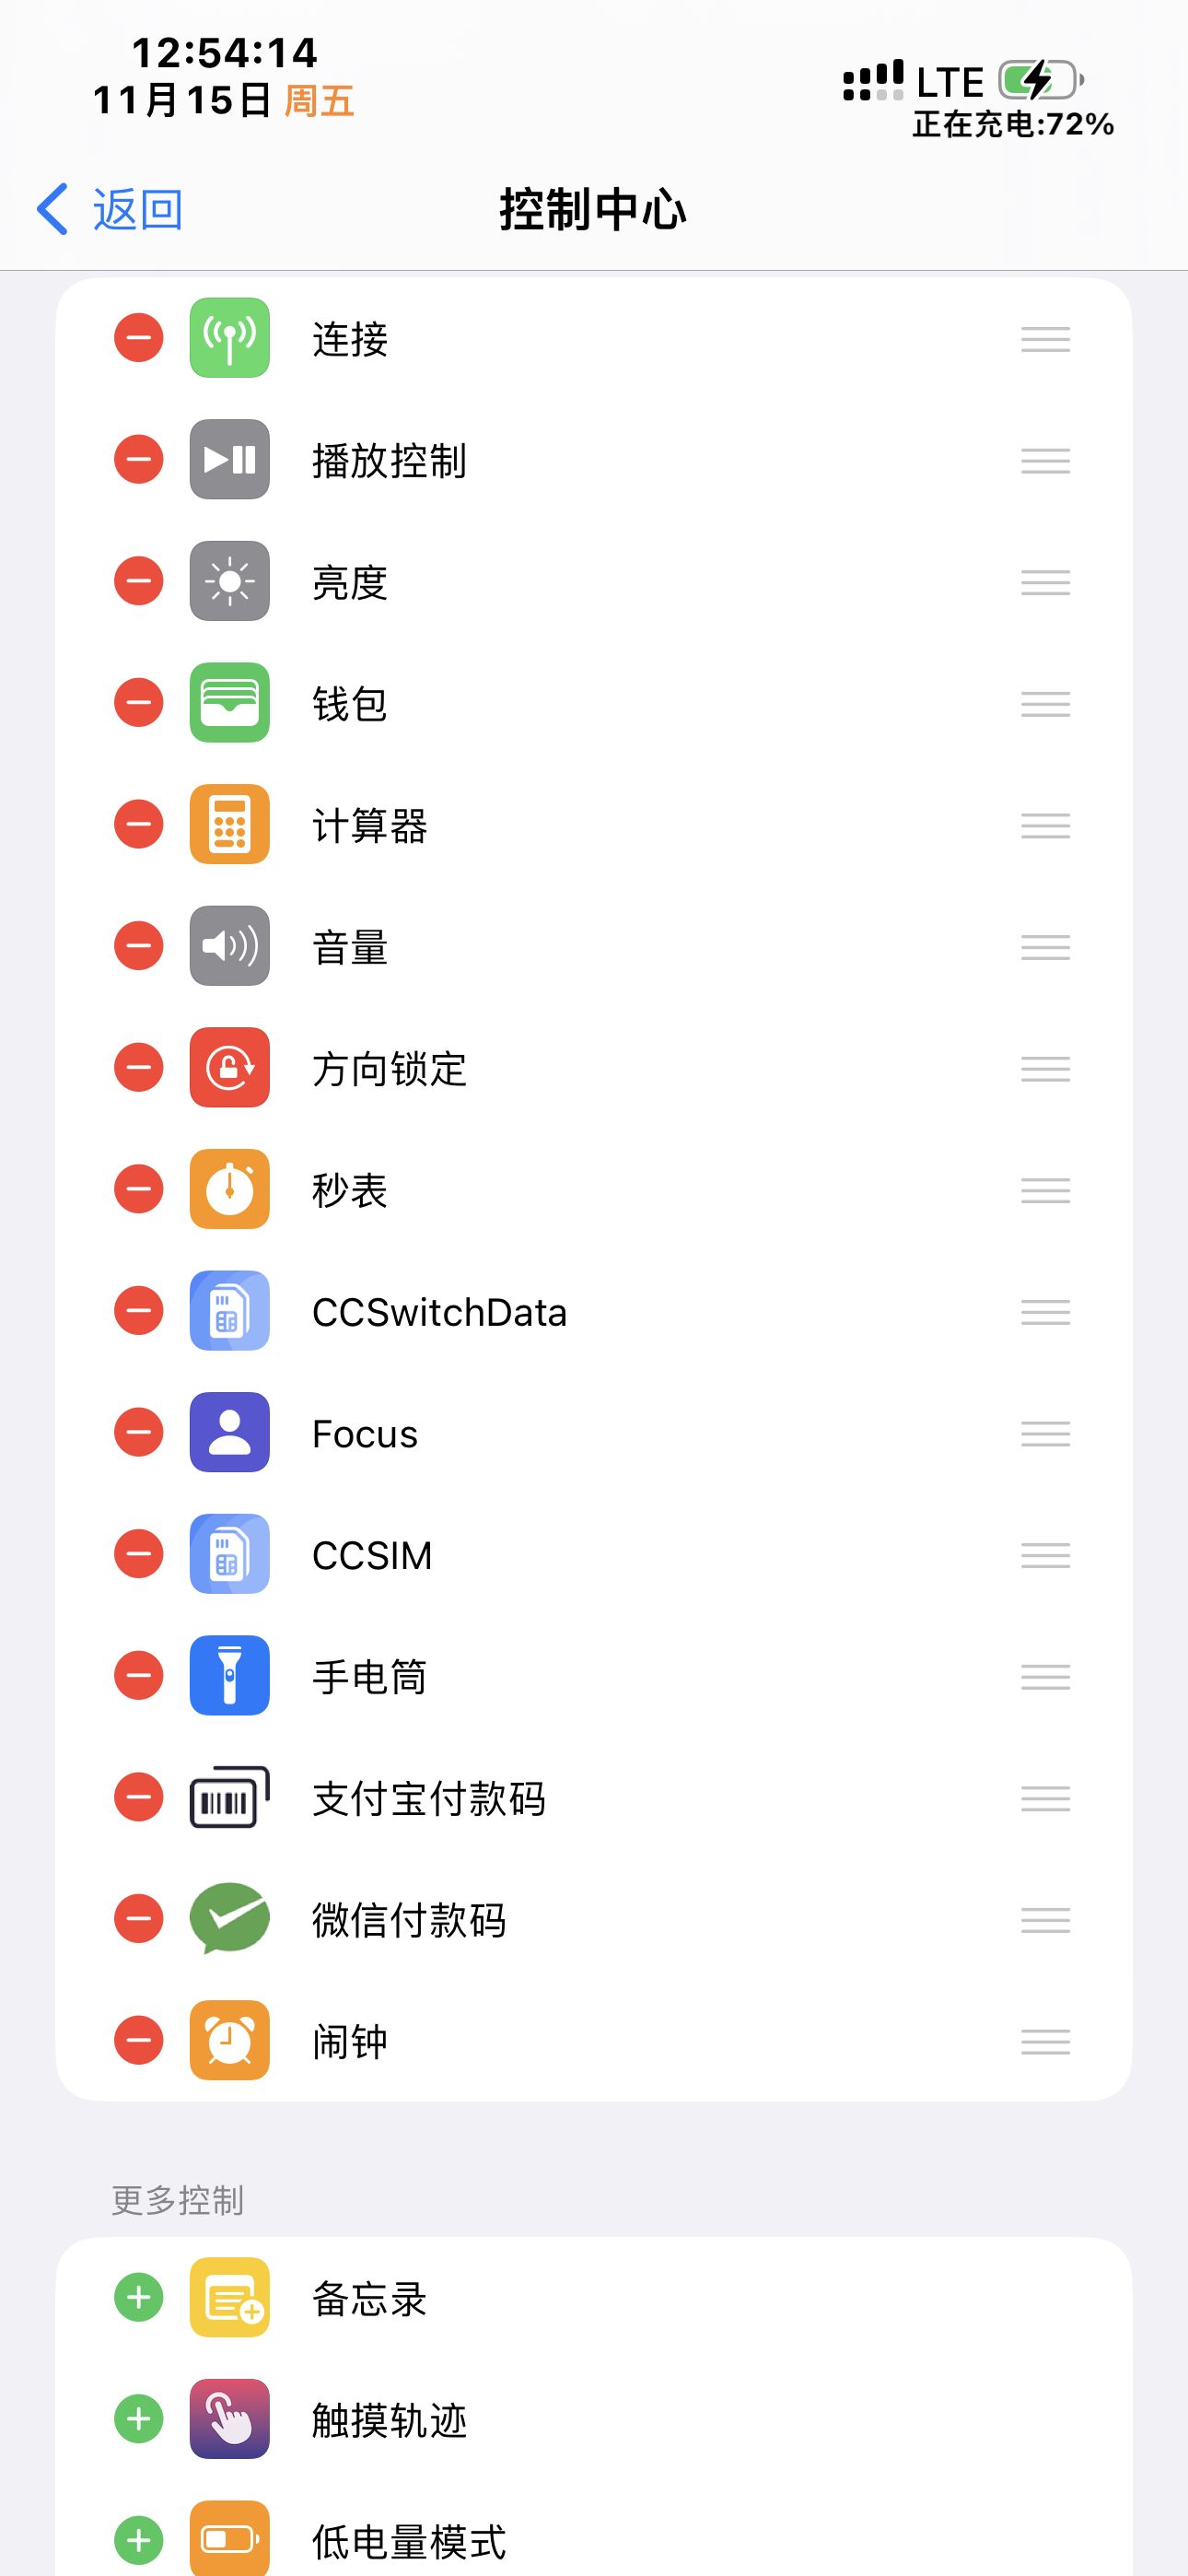 12:54:14
11月15日 周五
LTE
正在充电:72%
返回
控制中心
连接
播放控制
亮度
钱包
计算器
音量
方向锁定
秒表
CCSwitchData
Focus
CCSIM
手电筒
支付宝付款码
微信付款码
闹钟
更多控制
备忘录
触摸轨迹
低电量模式